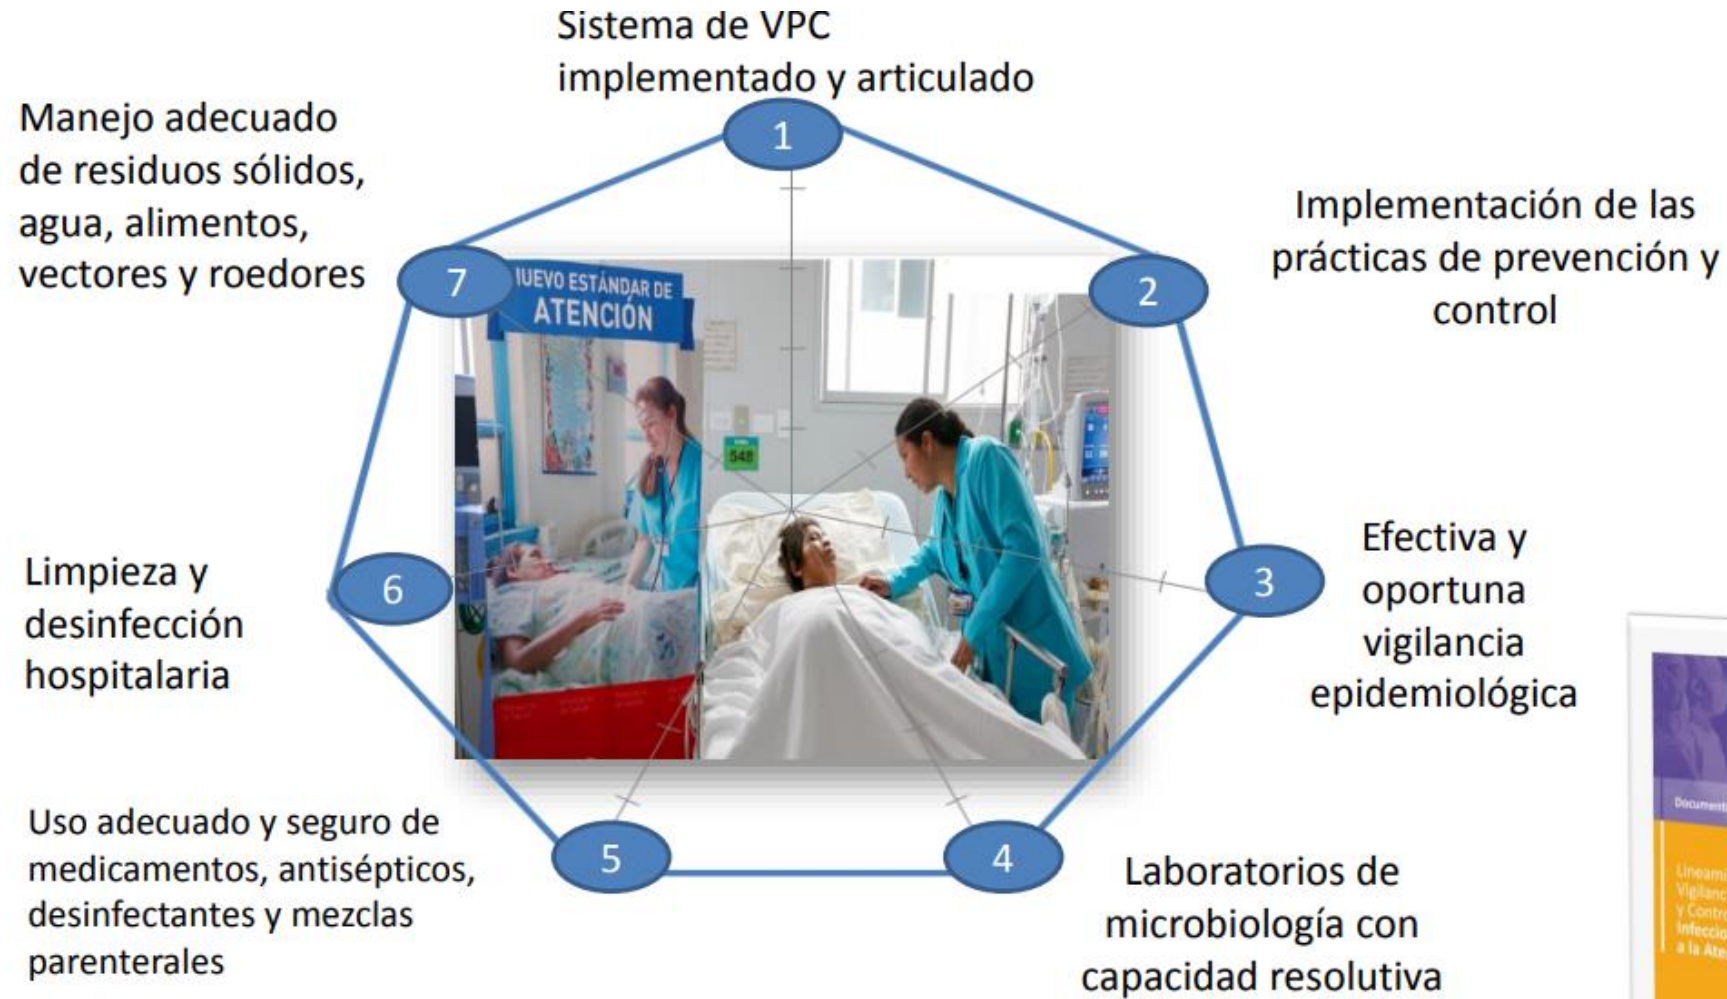 Sistema de VPC
implementado y articulado
1
Manejo adecuado
de residuos sólidos,
agua, alimentos,
vectores y roedores
7
Implementación de las
prácticas de prevención y
control
2
NUEVO ESTÁNDAR DE
ATENCIÓN
548
Efectiva y
oportuna
vigilancia
epidemiológica
3
Limpieza y
desinfección
hospitalaria
6
Uso adecuado y seguro de
medicamentos, antisépticos,
desinfectantes y mezclas
parenterales
5
4
Laboratorios de
microbiología con
capacidad resolutiva